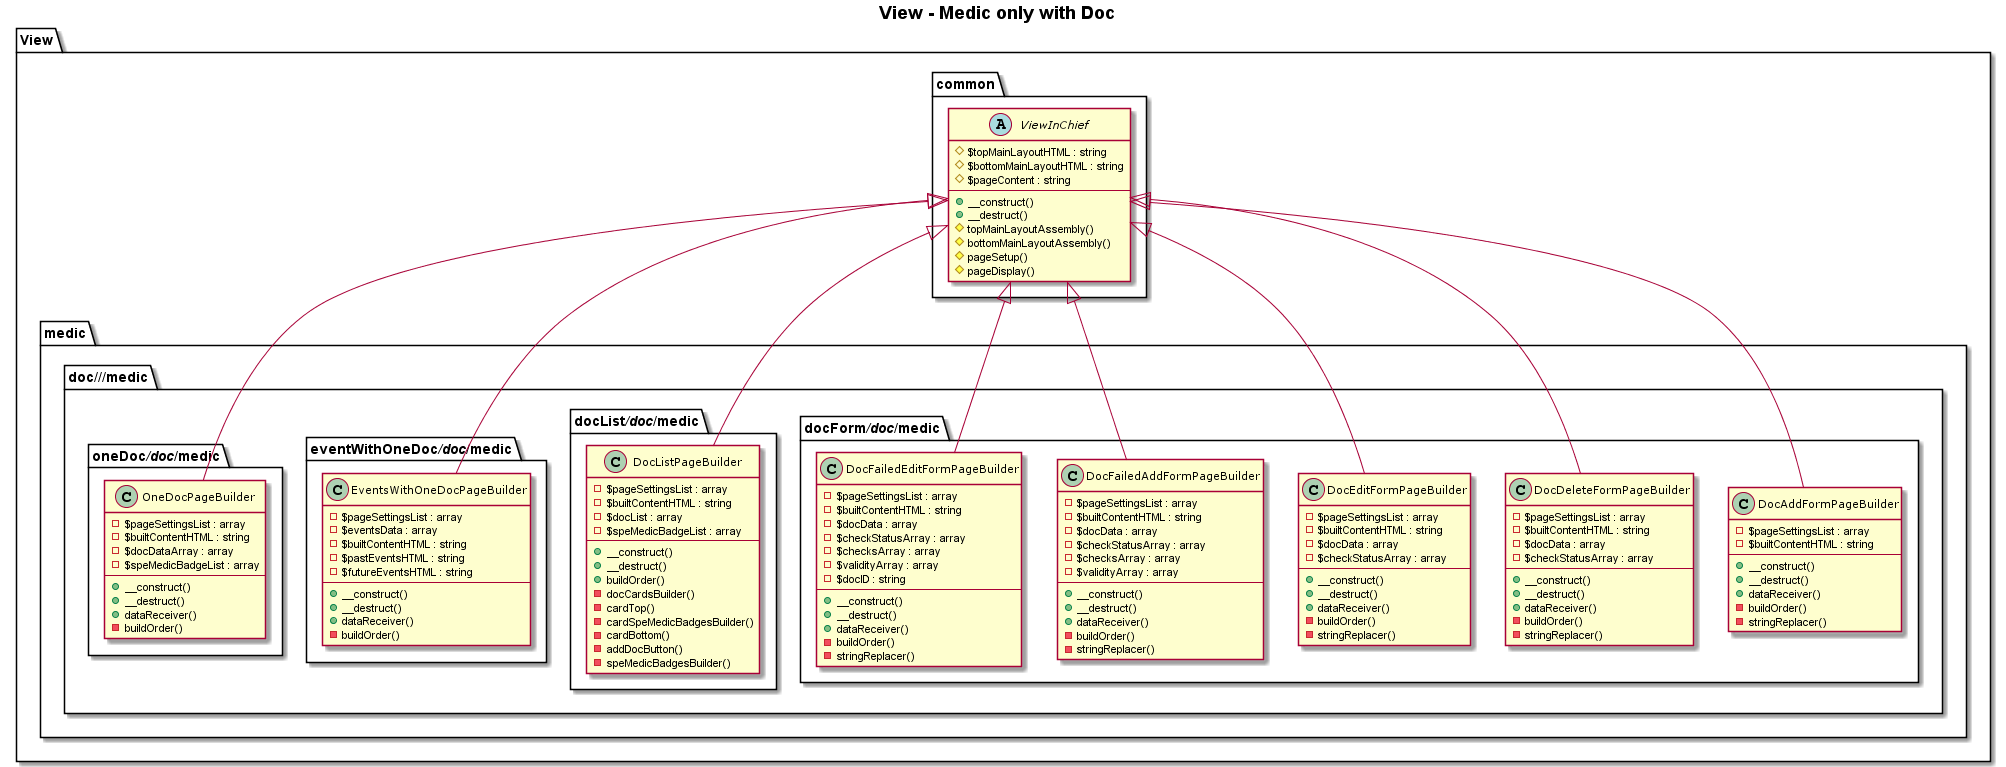 View - Medic only with Doc
View
common
A ViewInChief
$topMainLayoutHTML : string
$bottomMainLayoutHTML : string
$pageContent : string
__construct()
__destruct()
topMainLayoutAssembly()
bottomMainLayoutAssembly()
pageSetup()
pageDisplay()
medic
doc///medic
oneDoc/doc/medic
C OneDocPageBuilder
$pageSettingsList : array
$builtContentHTML : string
$docDataArray : array
$speMedicBadgeList : array
__construct()
__destruct()
dataReceiver()
buildOrder()
eventWithOneDoc/doc/medic
C EventsWithOneDocPageBuilder
$pageSettingsList : array
$eventsData : array
$builtContentHTML : string
$pastEventsHTML : string
$futureEventsHTML : string
__construct()
__destruct()
dataReceiver()
buildOrder()
docList/doc/medic
C DocListPageBuilder
$pageSettingsList : array
$builtContentHTML : string
$docList : array
$speMedicBadgeList : array
__construct()
__destruct()
buildOrder()
docCardsBuilder()
cardTop()
cardSpeMedicBadgesBuilder()
cardBottom()
addDocButton()
speMedicBadgesBuilder()
docForm/doc/medic
C DocFailedEditFormPageBuilder
$pageSettingsList : array
$builtContentHTML : string
$docData : array
$checkStatusArray : array
$checksArray : array
$validityArray : array
$docID : string
__construct()
__destruct()
dataReceiver()
buildOrder()
stringReplacer()
C DocFailedAddFormPageBuilder
$pageSettingsList : array
$builtContentHTML : string
$docData : array
$checkStatusArray : array
$checksArray : array
$validityArray : array
__construct()
__destruct()
dataReceiver()
buildOrder()
stringReplacer()
C DocEditFormPageBuilder
$pageSettingsList : array
$builtContentHTML : string
$docData : array
$checkStatusArray : array
__construct()
__destruct()
dataReceiver()
buildOrder()
stringReplacer()
C DocDeleteFormPageBuilder
$pageSettingsList : array
$builtContentHTML : string
$docData : array
$checkStatusArray : array
__construct()
__destruct()
dataReceiver()
buildOrder()
stringReplacer()
C DocAddFormPageBuilder
$pageSettingsList : array
$builtContentHTML : string
__construct()
__destruct()
dataReceiver()
buildOrder()
stringReplacer()